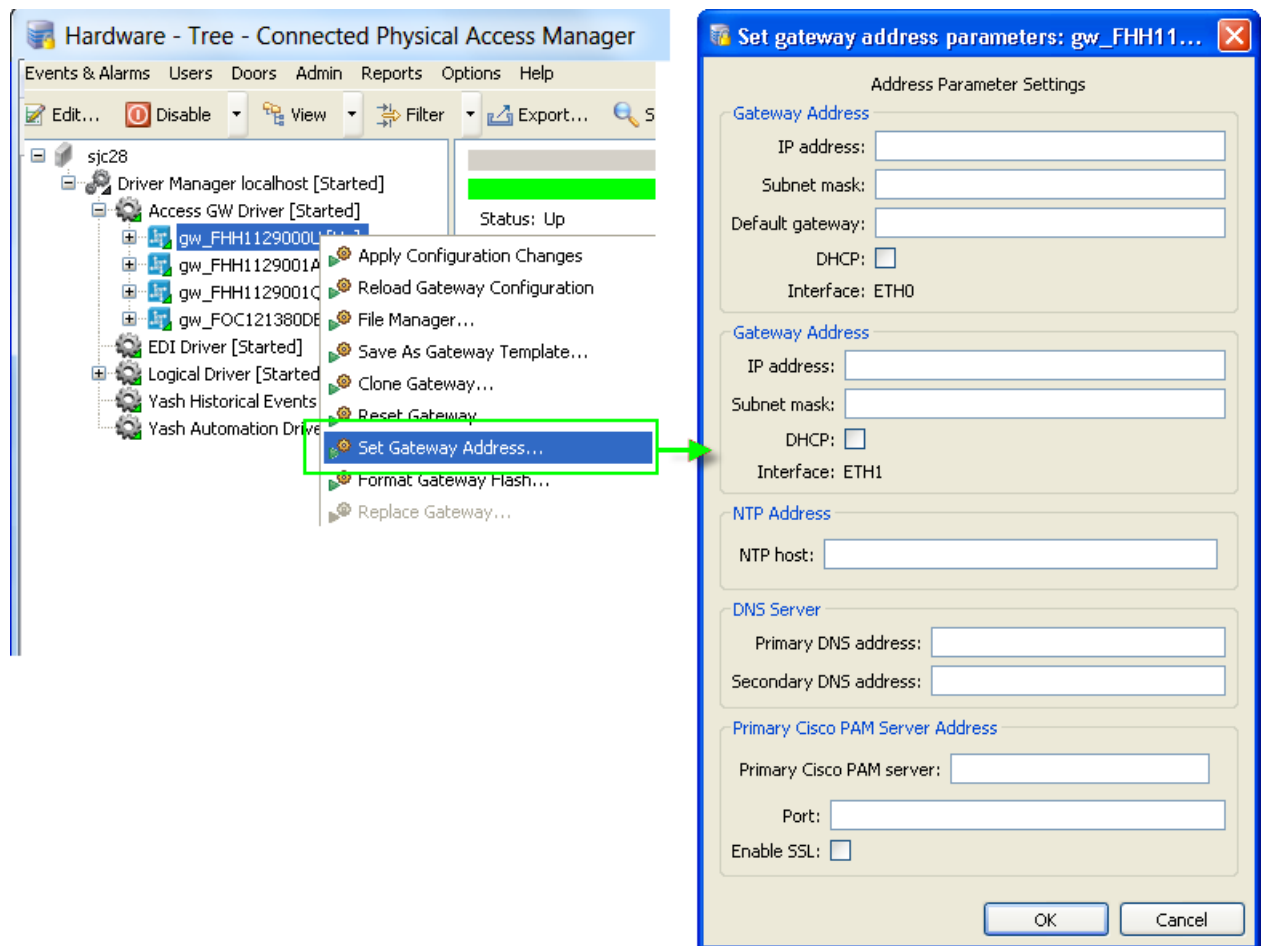 Hardware - Tree - Connected Physical Access Manager
Events & Alarms Users Doors Admin Reports Options Help
Edit... Disable View Filter Export... S
sjc28
Driver Manager localhost [Started]
Access GW Driver [Started]
gw_FHH1129000U
gw_FHH1129001A
gw_FHH1129001Q
gw_FOC121380DE
EDI Driver [Started]
Logical Driver [Started
Yash Historical Events
Yash Automation Drive
Status: Up
Apply Configuration Changes
Reload Gateway Configuration
File Manager...
Save As Gateway Template...
Clone Gateway...
Reset Gateway
Set Gateway Address...
Format Gateway Flash...
Replace Gateway...
Set gateway address parameters: gw_FHH11...
Address Parameter Settings
Gateway Address
IP address:
Subnet mask:
Default gateway:
DHCP:
Interface: ETH0
Gateway Address
IP address:
Subnet mask:
DHCP:
Interface: ETH1
NTP Address
NTP host:
DNS Server
Primary DNS address:
Secondary DNS address:
Primary Cisco PAM Server Address
Primary Cisco PAM server:
Port:
Enable SSL:
OK Cancel